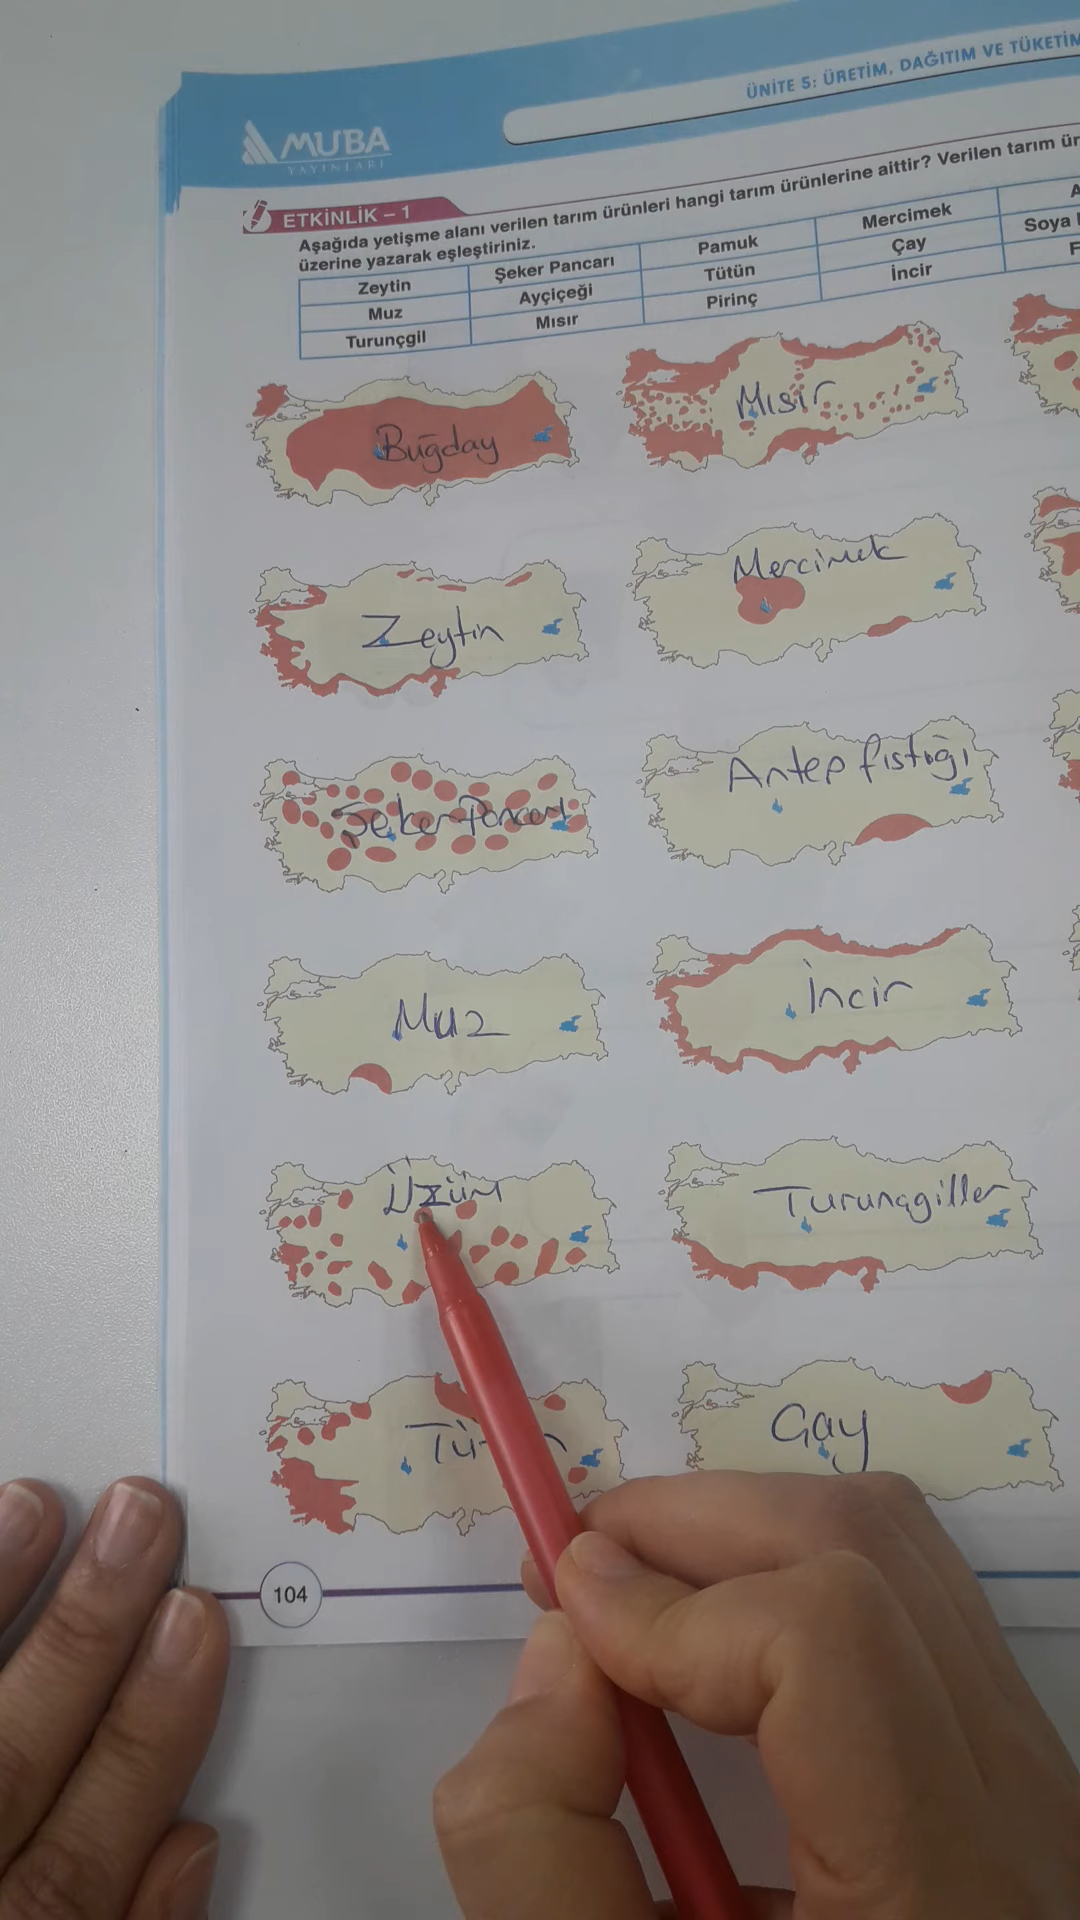 ÜNİTE 5: ÜRETİM, DAĞITIM VE TÜKETİM
MUBA
YAYINLARI
ETKİNLİK – 1
Aşağıda yetişme alanı verilen tarım ürünleri hangi tarım ürünlerine aittir? Verilen tarım ür
üzerine yazarak eşleştiriniz.
Zeytin Şeker Pancarı Pamuk Mercimek A
Muz Ayçiçeği Tütün Çay Soya
Turunçgil Mısır Pirinç İncir F
Buğday Mısır
Zeytin Mercimek
Şeker Pancarı Antep fıstığı
Muz İncir
Üzüm Turunçgiller
Çay
104